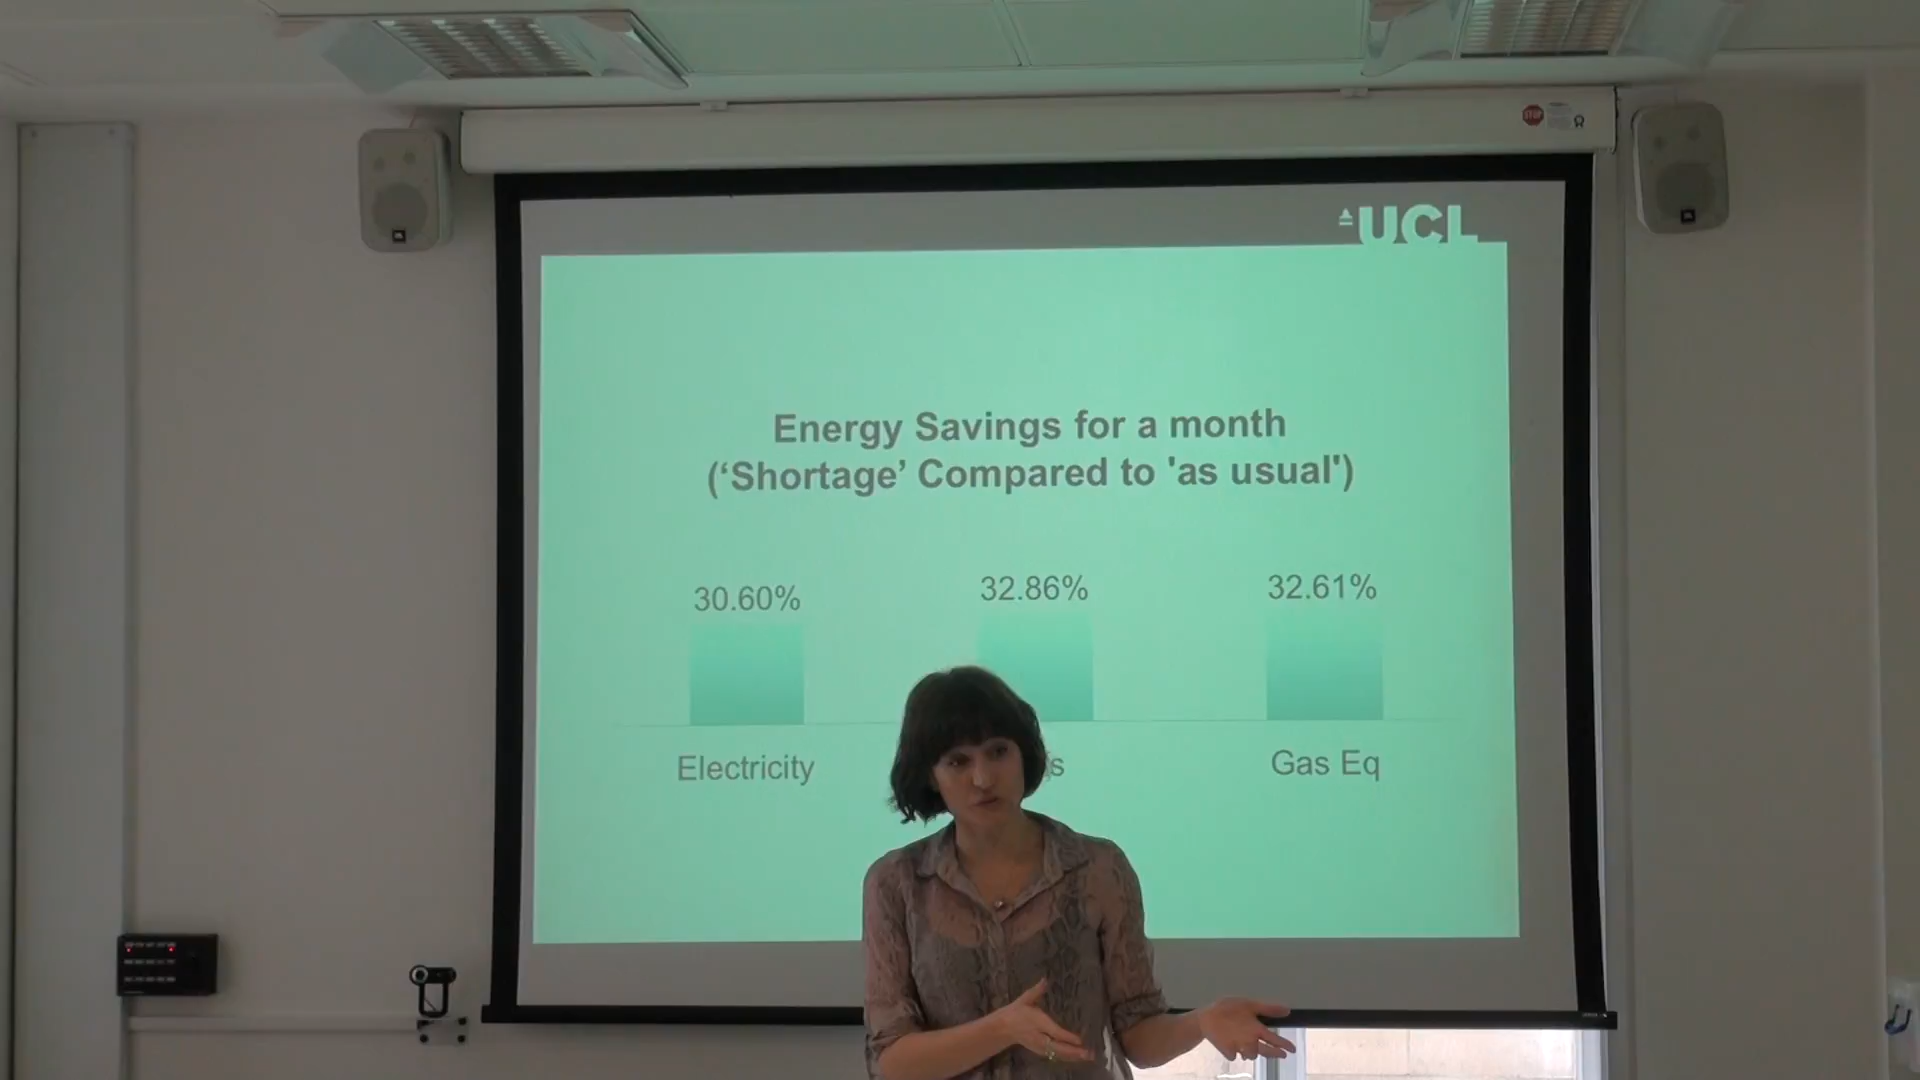 STOP
UCL
Energy Savings for a month
(‘Shortage’ Compared to 'as usual')
30.60% 32.86% 32.61%
Electricity Gas Eq